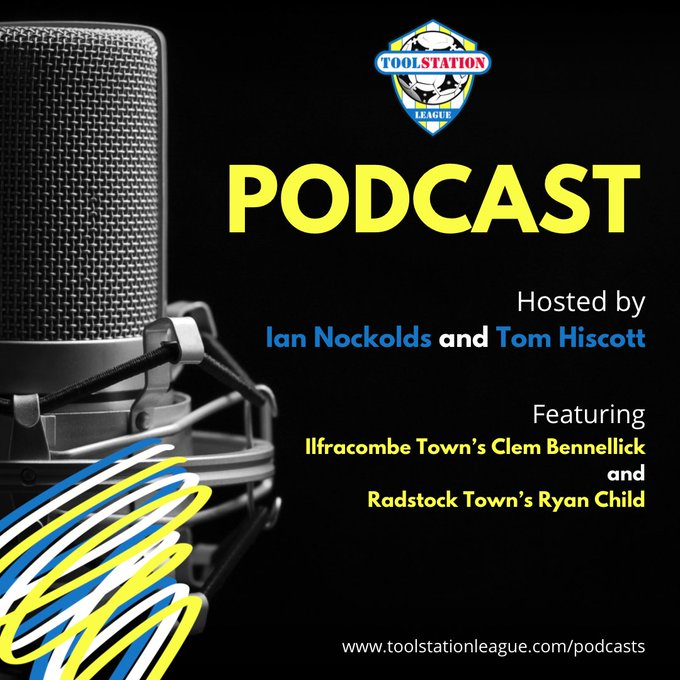 TOOLSTATION
LEAGUE
PODCAST
Hosted by
Ian Nockolds and Tom Hiscott
Featuring
Ilfracombe Town's Clem Bennellick
and
Radstock Town's Ryan Child
www.toolstationleague.com/podcasts